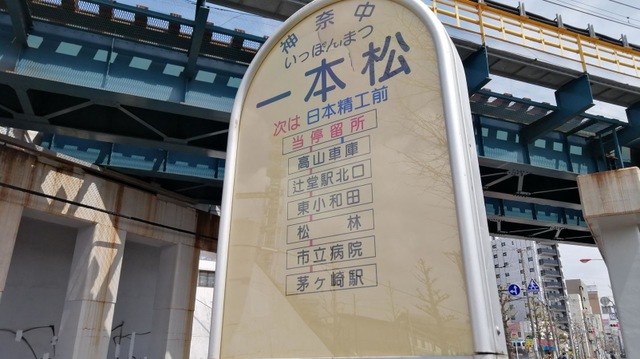 神奈中
いっぽんまつ
一本松
次は 日本精工前
当停留所
高山車庫
辻堂駅北口
東小和田
松林
市立病院
茅ヶ崎駅